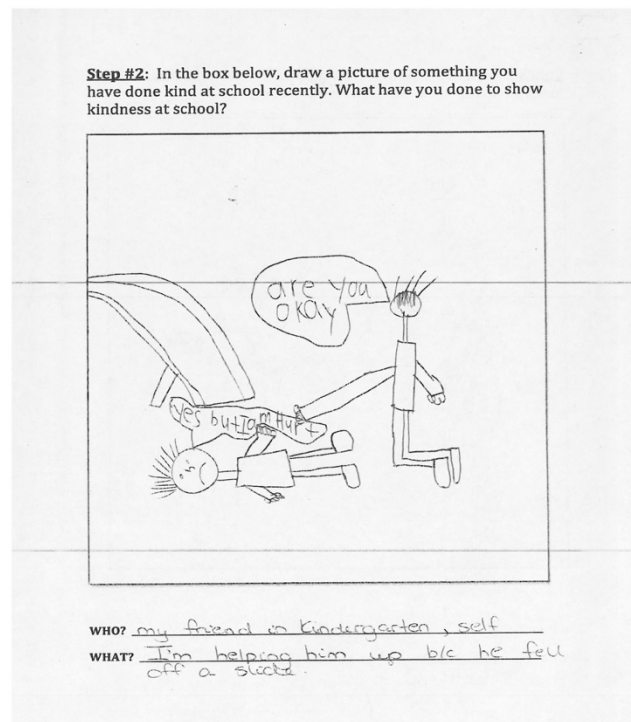 Step #2: In the box below, draw a picture of something you
have done kind at school recently. What have you done to show
kindness at school?
are you
okay
yes but I am Hurt
WHO? my friend in kindergarten, self
WHAT? I'm helping him up b/c he fell
off a slide.